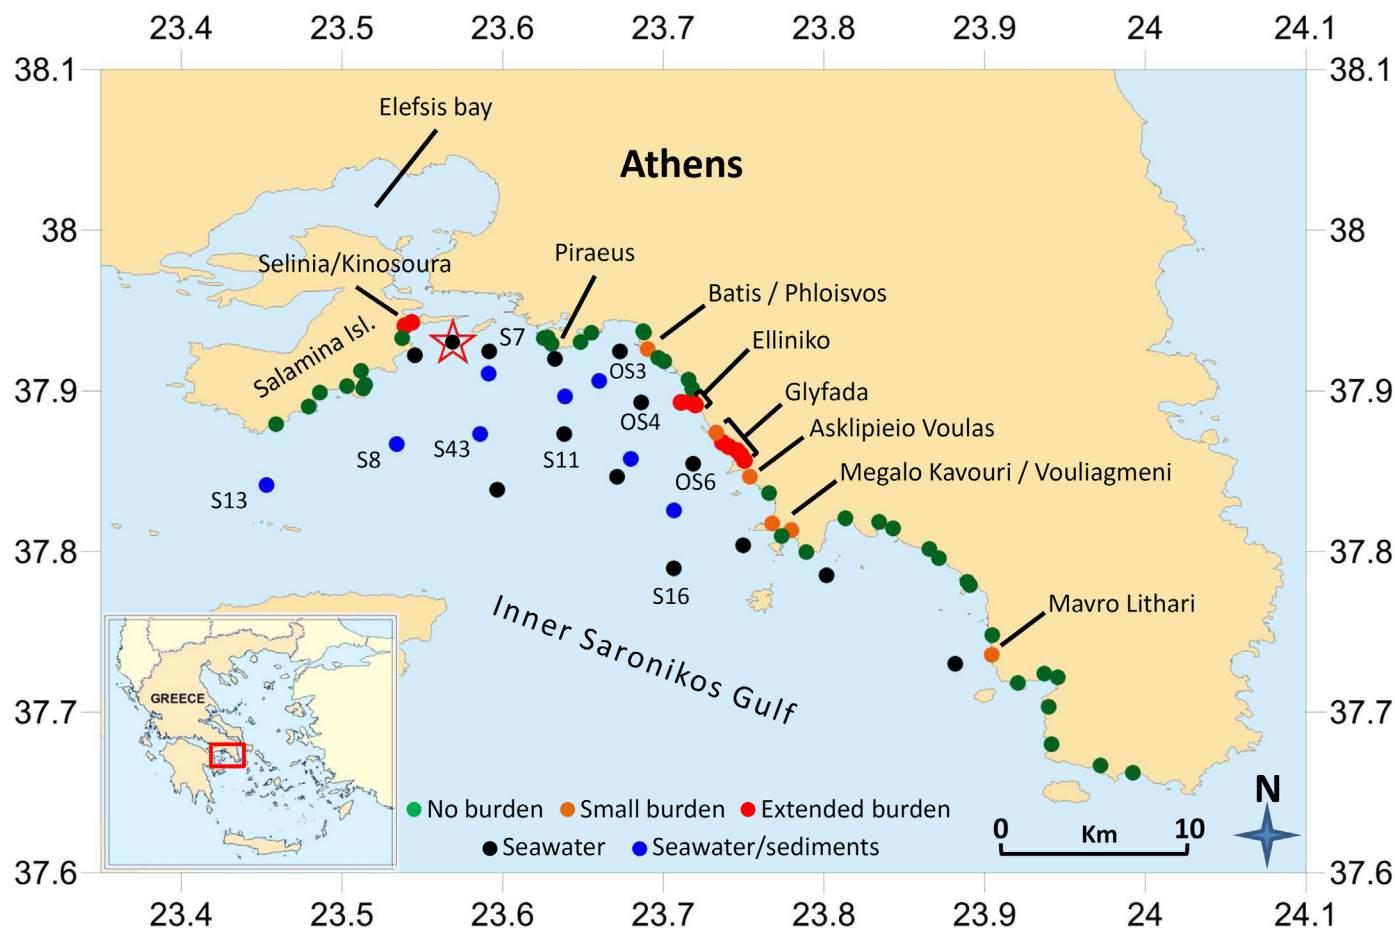 23.4 23.5 23.6 23.7 23.8 23.9 24 24.1
38.1 38.1
Elefsis bay
Athens
38 38
Selinia/Kinosoura
Piraeus
Batis / Phloisvos
Salamina Isl.
S7
Elliniko
OS3
37.9 37.9
Glyfada
OS4
Asklipieio Voulas
S8
S43
S11
OS6
Megalo Kavouri / Vouliagmeni
S13
37.8 37.8
S16
Mavro Lithari
Inner Saronikos Gulf
GREECE
37.7 37.7
No burden Small burden Extended burden
Seawater Seawater/sediments
N
0 Km 10
37.6 37.6
23.4 23.5 23.6 23.7 23.8 23.9 24 24.1